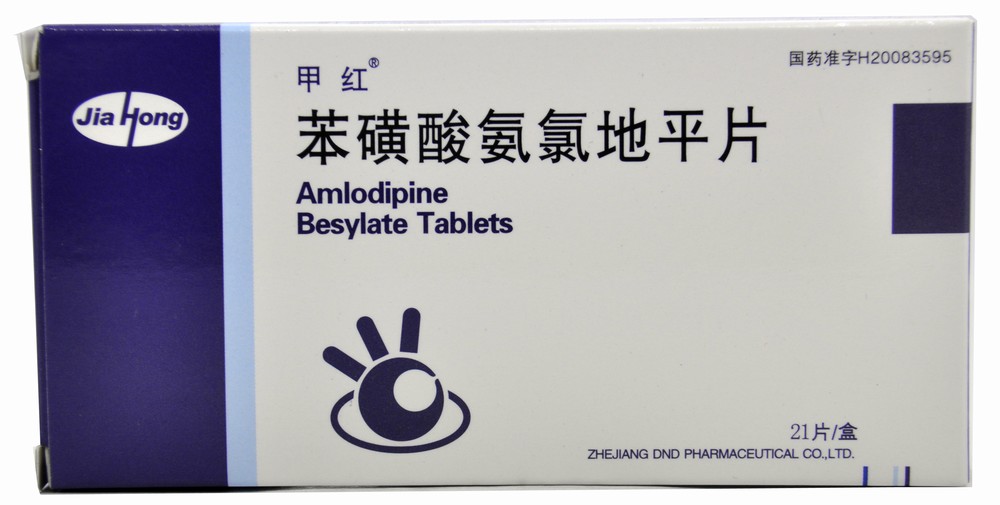 国药准字H20083595
Jia Hong
甲红®
苯磺酸氨氯地平片
Amlodipine
Besylate Tablets
21片/盒
ZHEJIANG DND PHARMACEUTICAL CO.,LTD.